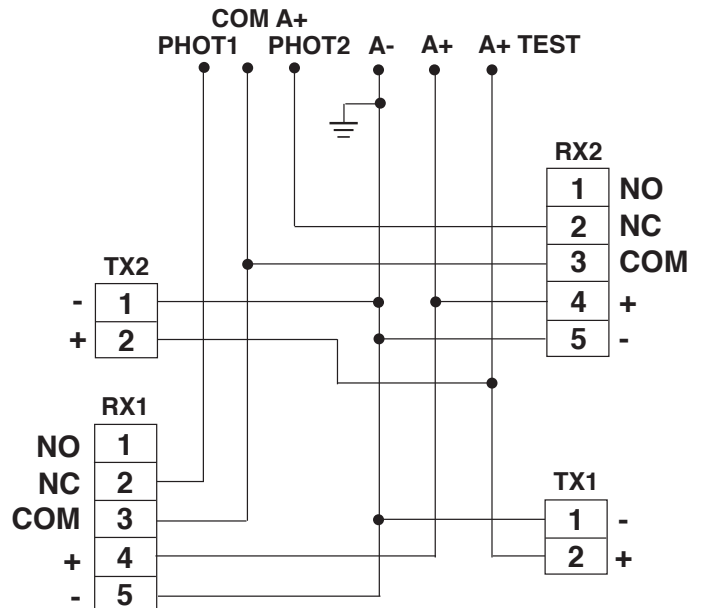 COM A+
PHOT1 PHOT2 A- A+ A+ TEST
RX2
1 NO
2 NC
3 COM
4 +
5 -
TX2
- 1
+ 2
RX1
NO 1
NC 2
COM 3
+ 4
- 5
TX1
1 -
2 +